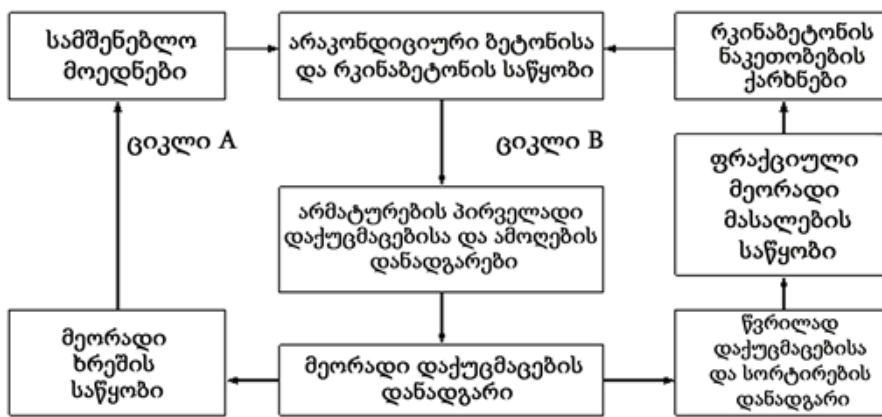 სამშენებლო
მოედნები
არაკონდიციური ბეტონისა
და რკინაბეტონის საწყობი
რკინაბეტონის
ნაკეთობების
ქარხნები
ციკლი A
ციკლი B
ფრაქციული
მეორადი
მასალების
საწყობი
არმატურების პირველადი
დაქუცმაცებისა და ამოღების
დანადგარები
მეორადი
ხრეშის
საწყობი
მეორადი დაქუცმაცების
დანადგარი
წვრილად
დაქუცმაცებისა
და სორტირების
დანადგარი